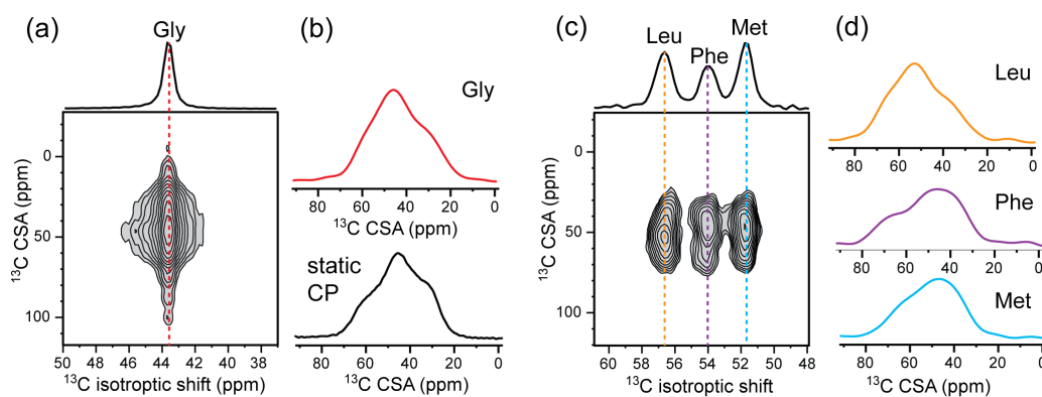 (a)
Gly
0
50
100
¹³C CSA (ppm)
50 48 46 44 42 40 38
¹³C isotroptic shift (ppm)
(b)
Gly
80 60 40 20 0
¹³C CSA (ppm)
static
CP
80 60 40 20 0
¹³C CSA (ppm)
(c)
Leu Phe Met
0
50
100
¹³C CSA (ppm)
60 58 56 54 52 50 48
¹³C isotroptic shift
(d)
Leu
80 60 40 20 0
Phe
80 60 40 20 0
Met
80 60 40 20 0
¹³C CSA (ppm)